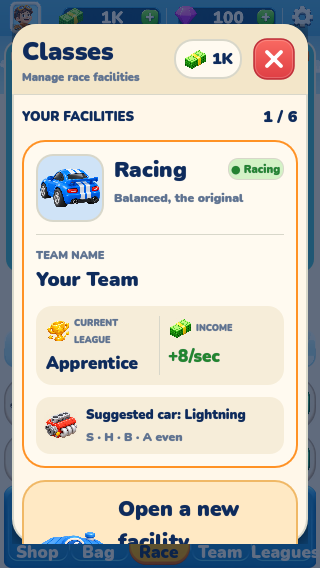 1K
100
Classes
Manage race facilities
1K
YOUR FACILITIES
1 / 6
Racing
Racing
Balanced, the original
TEAM NAME
Your Team
CURRENT
LEAGUE
Apprentice
INCOME
+8/sec
Suggested car: Lightning
S · H · B · A even
Open a new
facility
Shop
Bag
Race
Team
Leagues